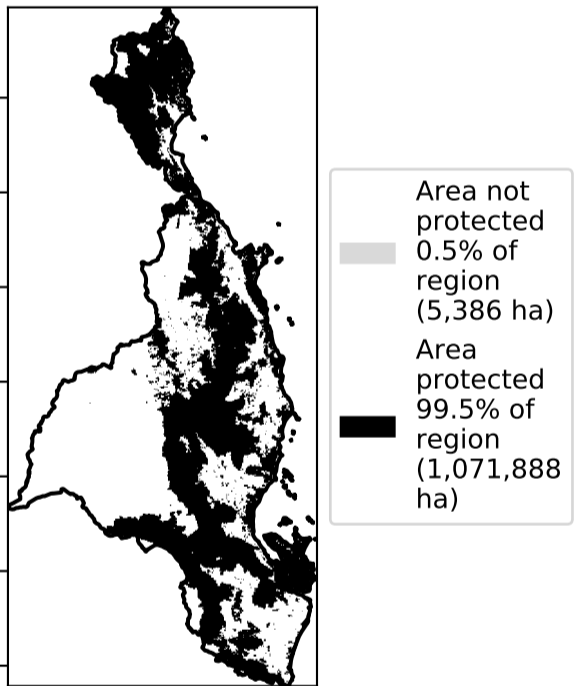 Area not
protected
0.5% of
region
(5,386 ha)
Area
protected
99.5% of
region
(1,071,888
ha)